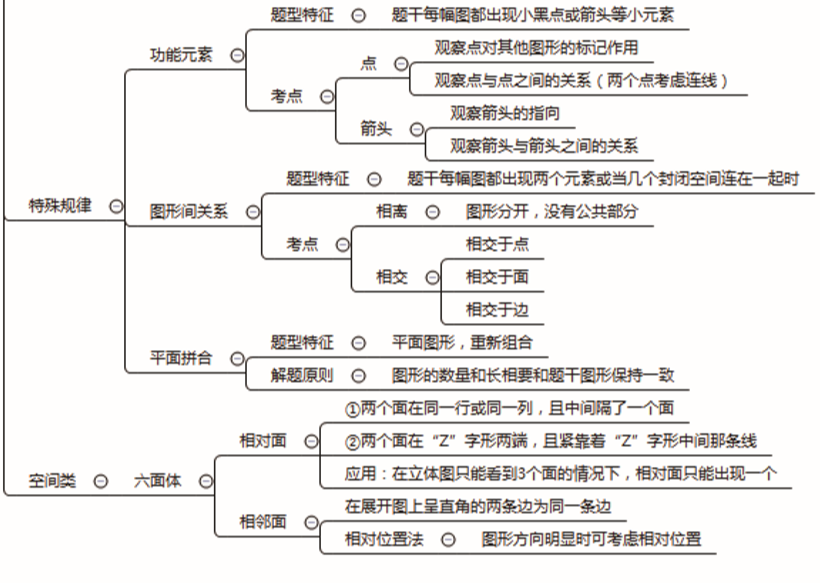 题型特征
题干每幅图都出现小黑点或箭头等小元素
功能元素
观察点对其他图形的标记作用
点
观察点与点之间的关系（两个点考虑连线）
考点
观察箭头的指向
箭头
观察箭头与箭头之间的关系
题型特征
题干每幅图都出现两个元素或当几个封闭空间连在一起时
特殊规律
图形间关系
相离
图形分开，没有公共部分
考点
相交于点
相交
相交于面
相交于边
题型特征
平面图形，重新组合
平面拼合
解题原则
图形的数量和长相要和题干图形保持一致
①两个面在同一行或同一列，且中间隔了一个面
相对面
②两个面在“Z”字形两端，且紧靠着“Z”字形中间那条线
应用：在立体图只能看到3个面的情况下，相对面只能出现一个
空间类
六面体
在展开图上呈直角的两条边为同一条边
相邻面
相对位置法
图形方向明显时可考虑相对位置